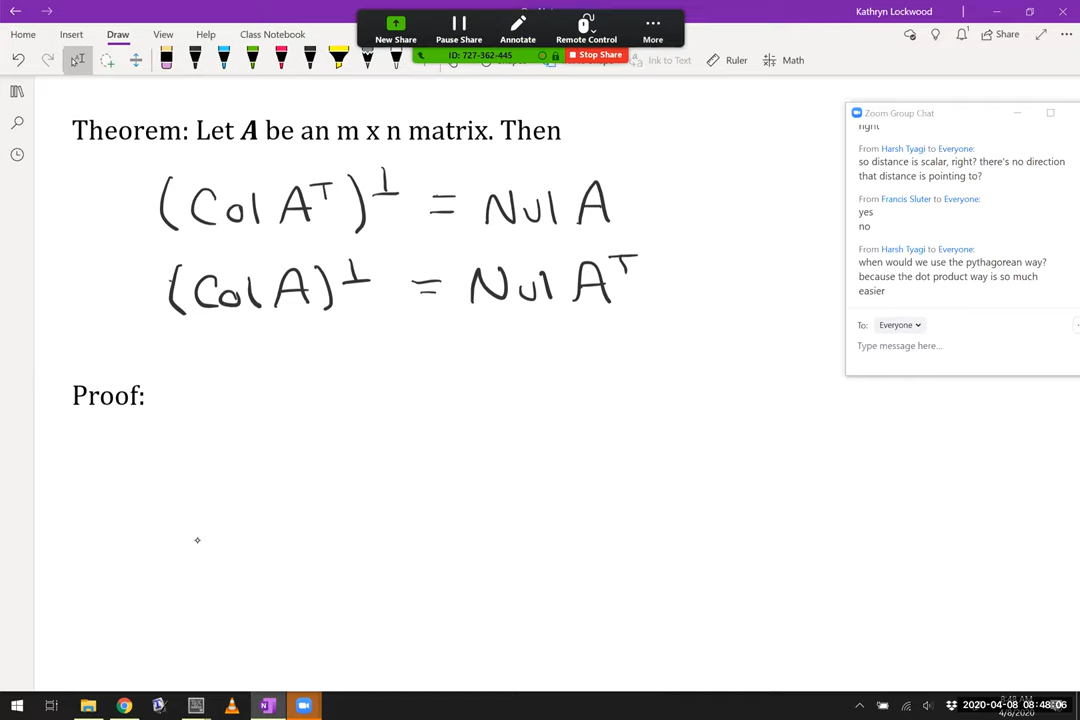 Kathryn Lockwood
New Share
Pause Share
Annotate
Remote Control
More
ID: 727-362-445
Stop Share
Home
Insert
Draw
View
Help
Class Notebook
Share
Ink to Text
Ruler
Math
Theorem: Let A be an m x n matrix. Then
(Col Aᵀ)^⊥ = Nul A
(Col A)^⊥ = Nul Aᵀ
Proof:
Zoom Group Chat
right
From Harsh Tyagi to Everyone:
so distance is scalar, right? there's no direction
that distance is pointing to?
From Francis Sluter to Everyone:
yes
no
From Harsh Tyagi to Everyone:
when would we use the pythagorean way?
because the dot product way is so much
easier
To: Everyone
Type message here...
2020-04-08 08:48:06
4/8/2020